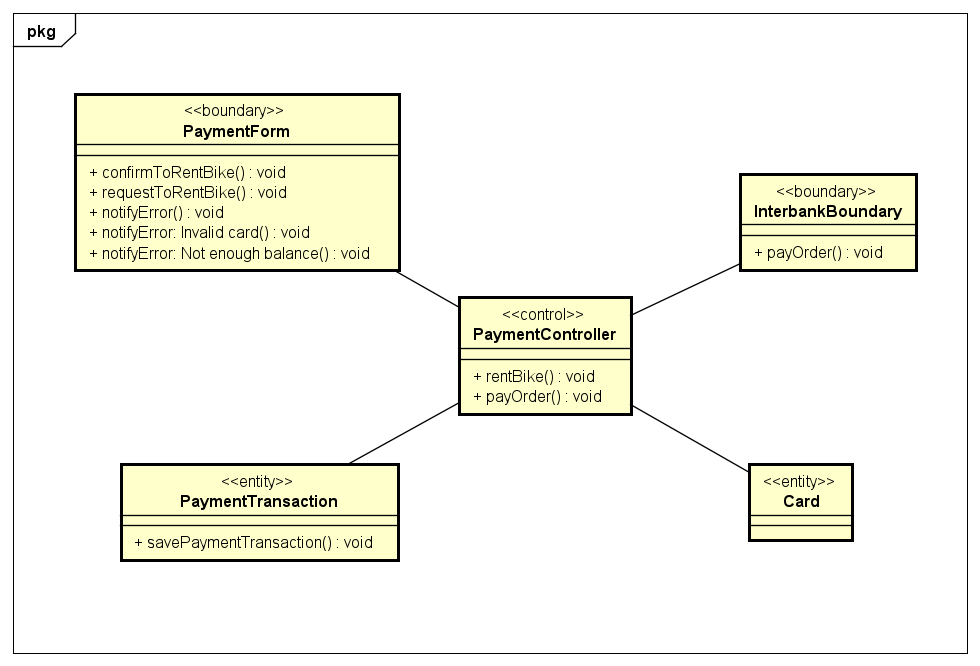 pkg
<<boundary>>
PaymentForm
+ confirmToRentBike() : void
+ requestToRentBike() : void
+ notifyError() : void
+ notifyError: Invalid card() : void
+ notifyError: Not enough balance() : void
<<boundary>>
InterbankBoundary
+ payOrder() : void
<<control>>
PaymentController
+ rentBike() : void
+ payOrder() : void
<<entity>>
PaymentTransaction
+ savePaymentTransaction() : void
<<entity>>
Card